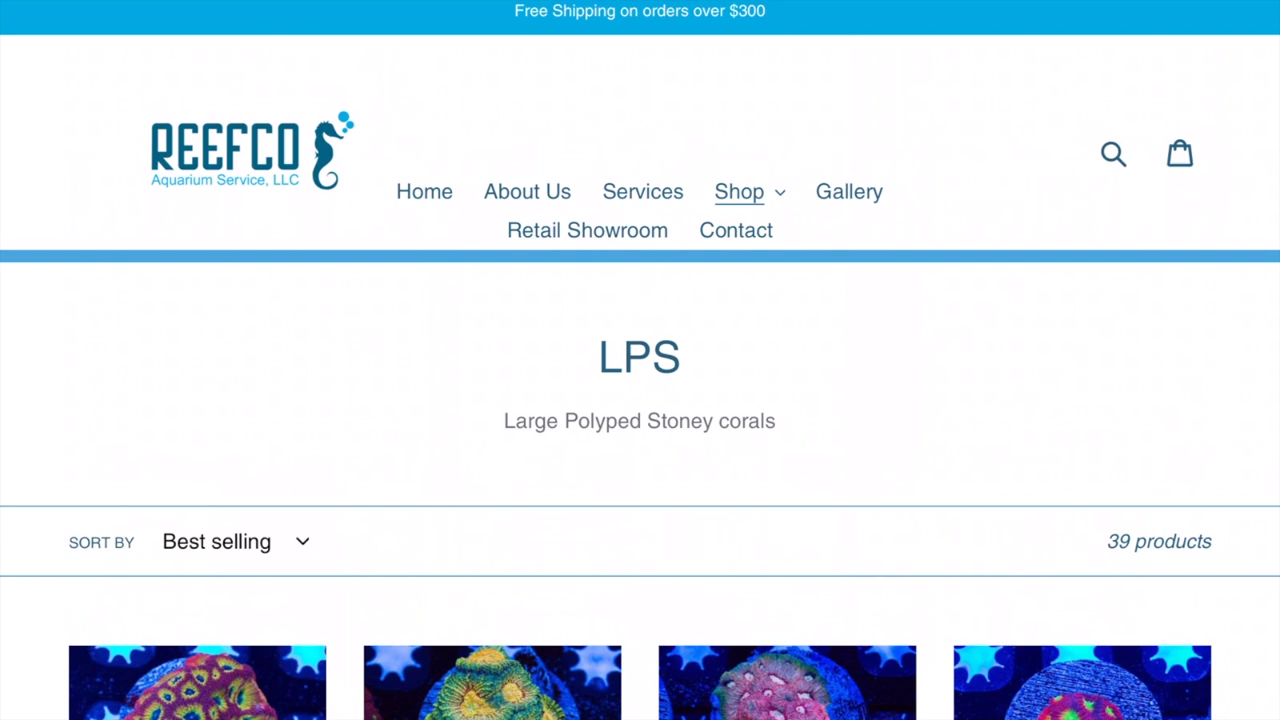 Free Shipping on orders over $300
REEFCO
Aquarium Service, LLC
Home About Us Services Shop Gallery
Retail Showroom Contact
LPS
Large Polyped Stoney corals
SORT BY Best selling 39 products